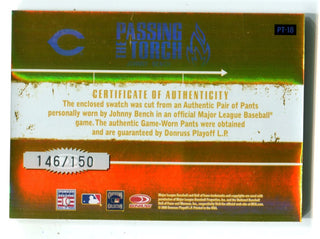 PASSING
THE
TORCH
PT-10
CERTIFICATE OF AUTHENTICITY
The enclosed swatch was cut from an Authentic Pair of Pants
personally worn by Johnny Bench in an official Major League Baseball®
game. The authentic Game-Worn Pants were obtained
and are guaranteed by Donruss Playoff L.P.
146/150
DONRUSS